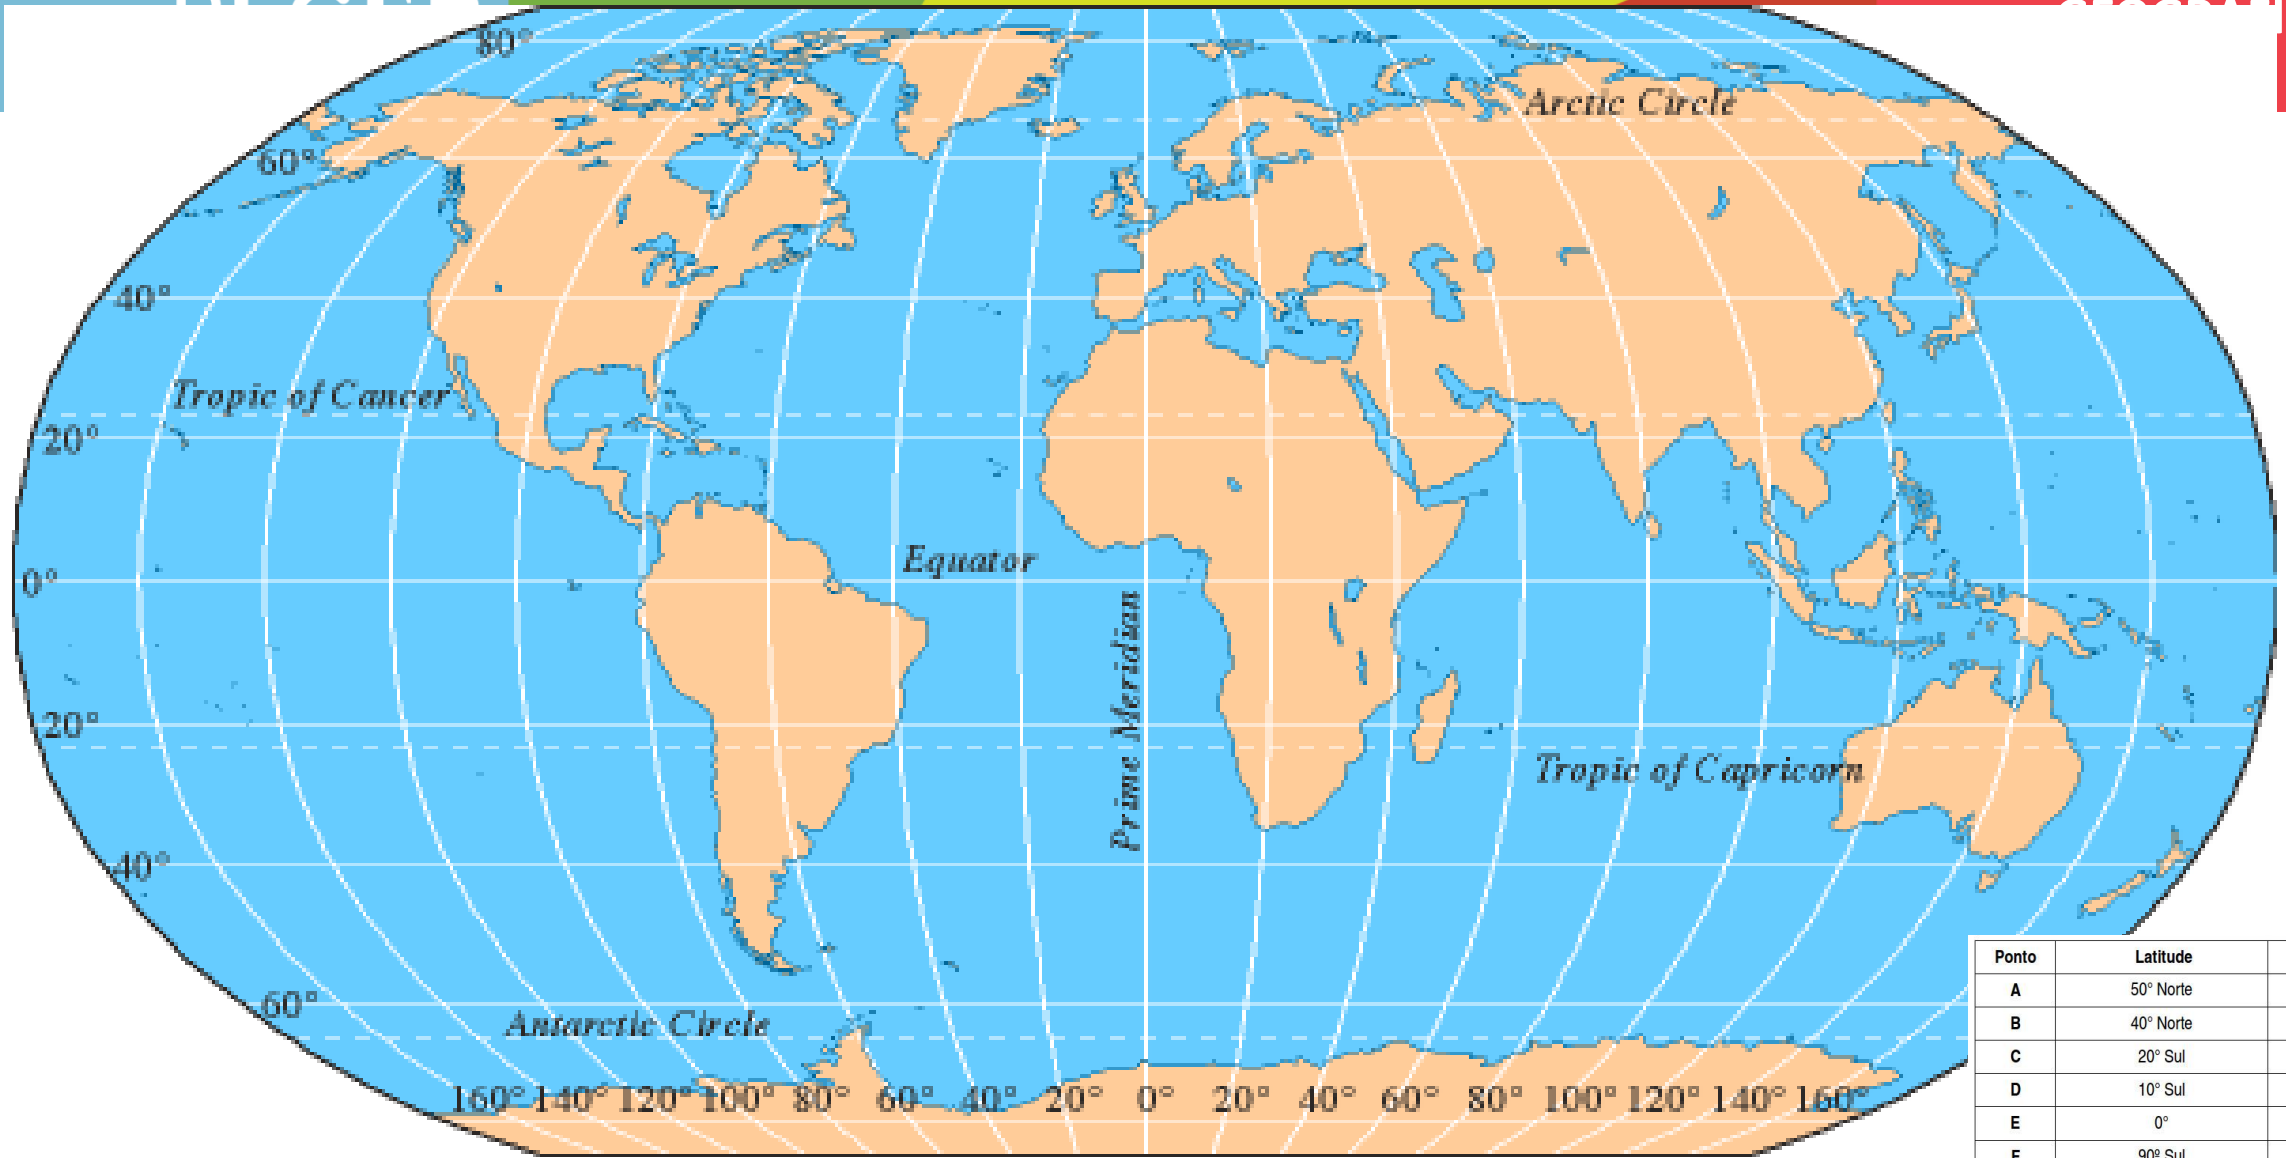 80°
Arctic Circle
60°
40°
Tropic of Cancer
20°
Equator
0°
Prime Meridian
20°
Tropic of Capricorn
40°
60°
Antarctic Circle
160° 140° 120° 100° 80° 60° 40° 20° 0° 20° 40° 60° 80° 100° 120° 140° 160°
Ponto Latitude
A 50° Norte
B 40° Norte
C 20° Sul
D 10° Sul
E 0°
F 90º Sul